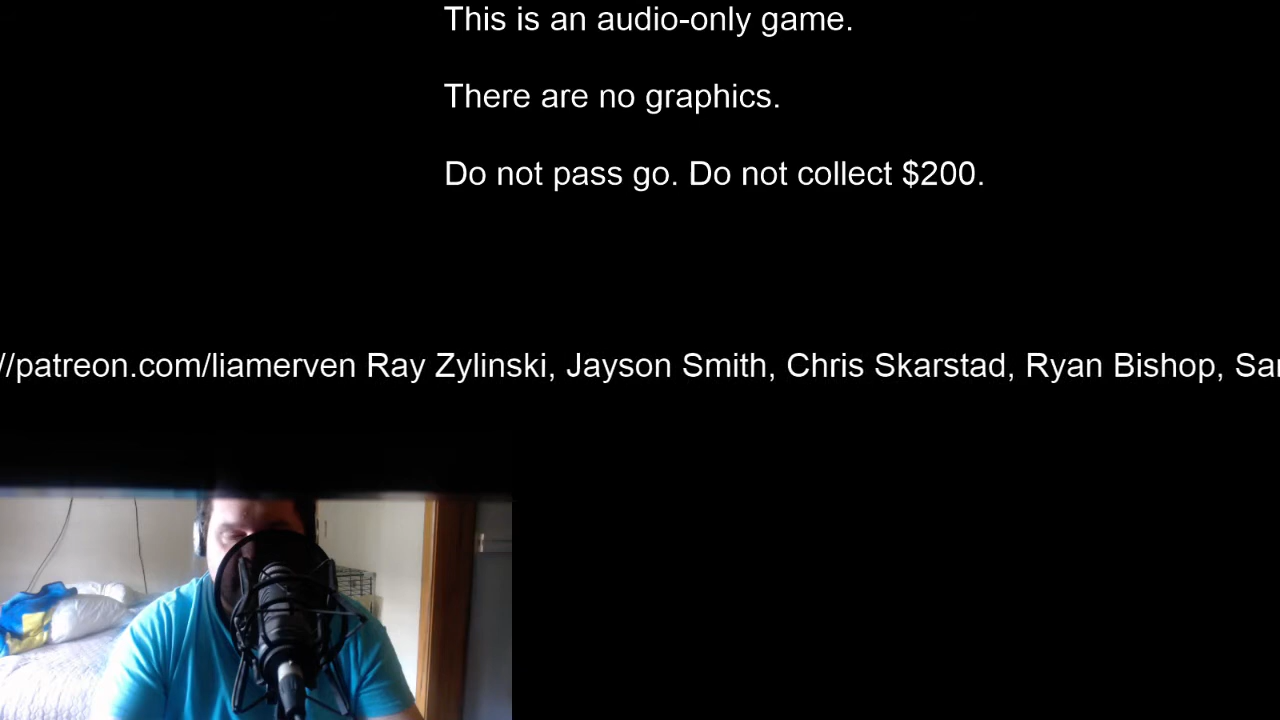 This is an audio-only game.
There are no graphics.
Do not pass go. Do not collect $200.
//patreon.com/liamerven Ray Zylinski, Jayson Smith, Chris Skarstad, Ryan Bishop,